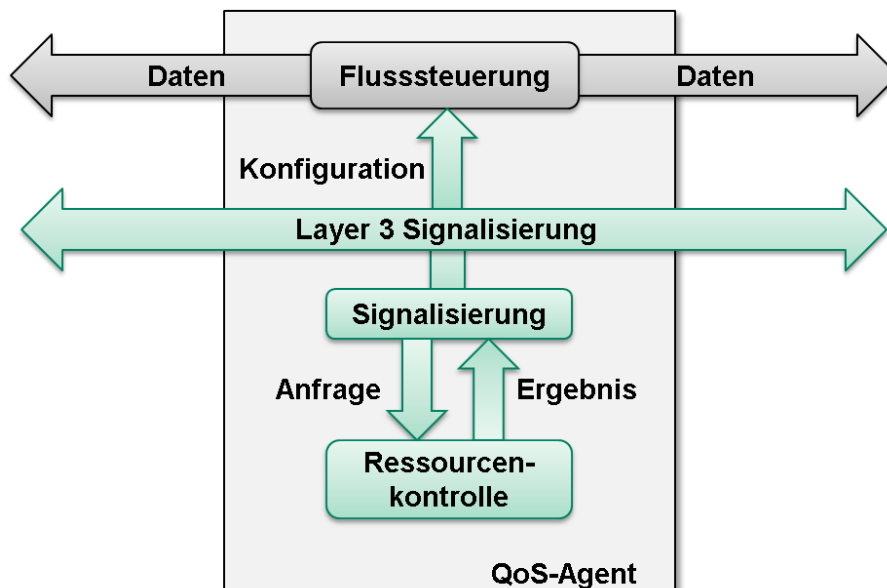 Daten
Flusssteuerung
Daten
Konfiguration
Layer 3 Signalisierung
Signalisierung
Anfrage
Ergebnis
Ressourcen-
kontrolle
QoS-Agent